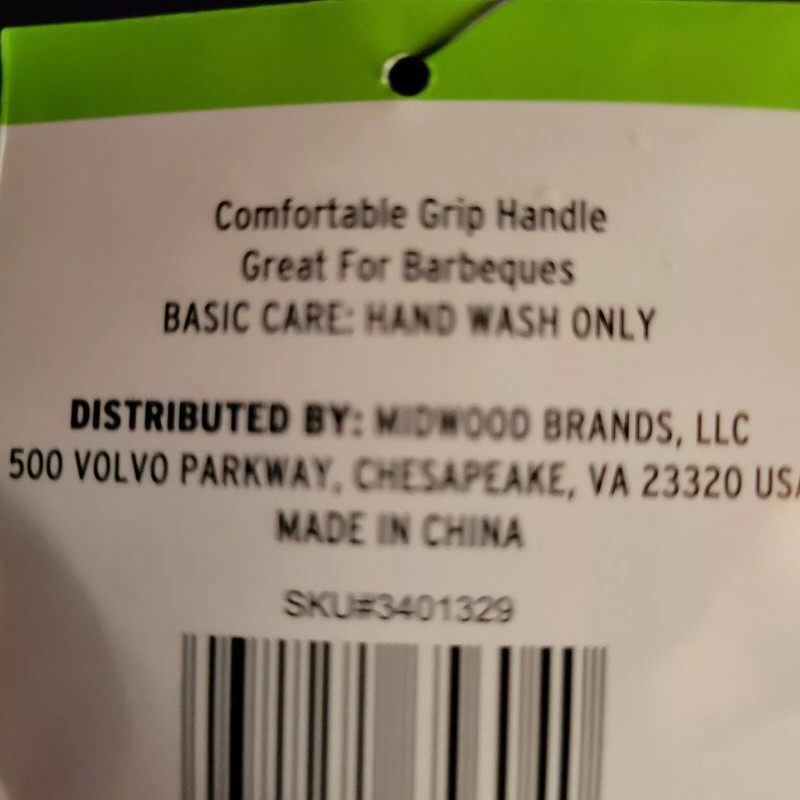 Comfortable Grip Handle
Great For Barbeques
BASIC CARE: HAND WASH ONLY
DISTRIBUTED BY: MIDWOOD BRANDS, LLC
500 VOLVO PARKWAY, CHESAPEAKE, VA 23320 USA
MADE IN CHINA
SKU#3401329